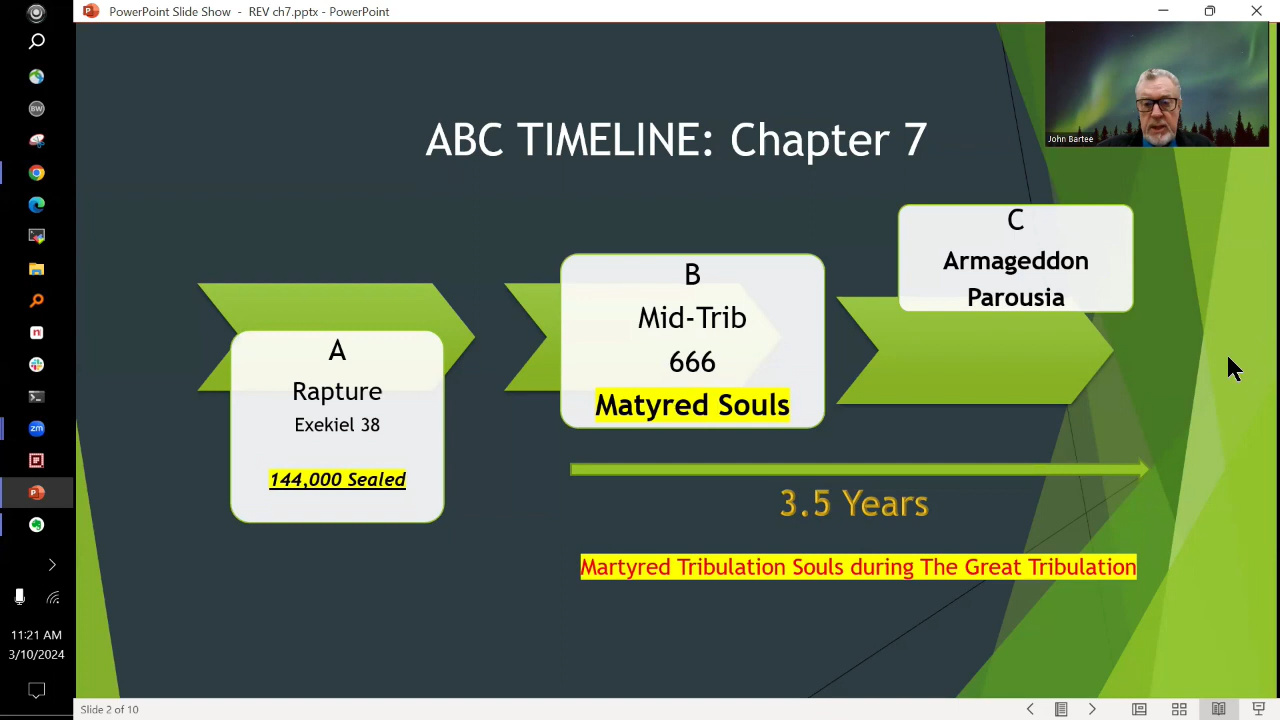 PowerPoint Slide Show - REV ch7.pptx - PowerPoint
John Bartee
ABC TIMELINE: Chapter 7
A
Rapture
Exekiel 38
144,000 Sealed
B
Mid-Trib
666
Matyred Souls
C
Armageddon
Parousia
3.5 Years
Martyred Tribulation Souls during The Great Tribulation
BW
n
zm
11:21 AM
3/10/2024
Slide 2 of 10